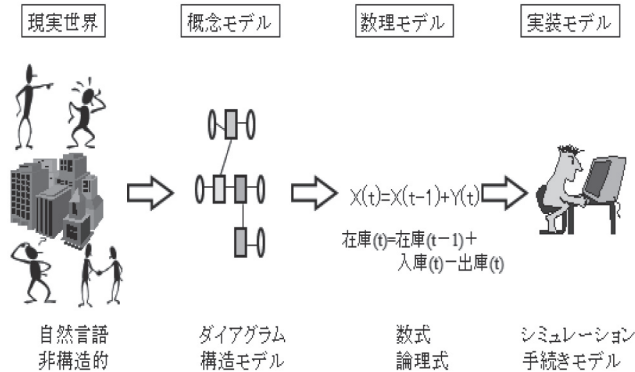 現実世界
概念モデル
数理モデル
実装モデル
X(t)=X(t-1)+Y(t)
在庫(t)=在庫(t-1)+
入庫(t)-出庫(t)
自然言語
非構造的
ダイアグラム
構造モデル
数式
論理式
シミュレーション
手続きモデル